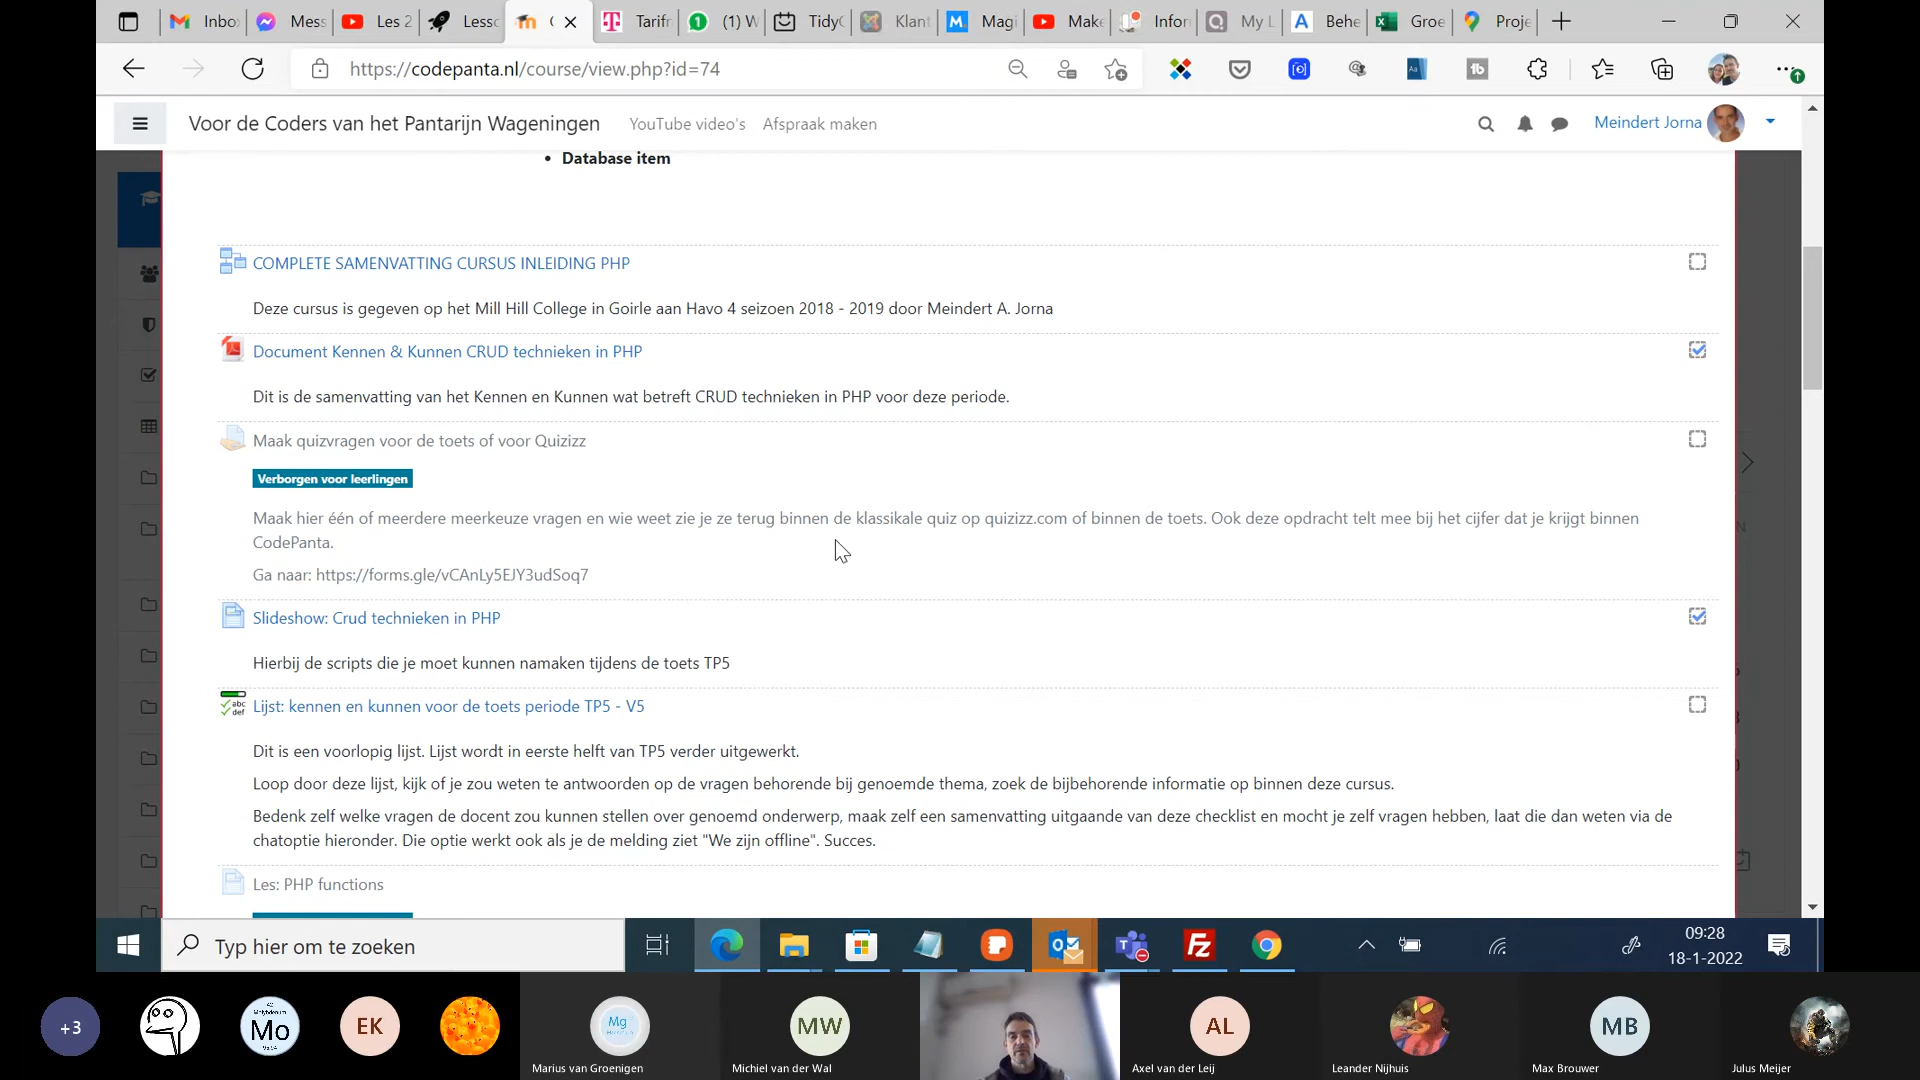 Inbo
Mess
Les 2
Lesso
Tarifn
(1) W
TidyC
Klant
Magi
Make
Infor
My L
Behe
Groe
Proje
https://codepanta.nl/course/view.php?id=74
Voor de Coders van het Pantarijn Wageningen
YouTube video's
Afspraak maken
Meindert Jorna
• Database item
COMPLETE SAMENVATTING CURSUS INLEIDING PHP
Deze cursus is gegeven op het Mill Hill College in Goirle aan Havo 4 seizoen 2018 - 2019 door Meindert A. Jorna
Document Kennen & Kunnen CRUD technieken in PHP
Dit is de samenvatting van het Kennen en Kunnen wat betreft CRUD technieken in PHP voor deze periode.
Maak quizvragen voor de toets of voor Quizizz
Verborgen voor leerlingen
Maak hier één of meerdere meerkeuze vragen en wie weet zie je ze terug binnen de klassikale quiz op quizizz.com of binnen de toets. Ook deze opdracht telt mee bij het cijfer dat je krijgt binnen
CodePanta.
Ga naar: https://forms.gle/vCAnLy5EJY3udSoq7
Slideshow: Crud technieken in PHP
Hierbij de scripts die je moet kunnen namaken tijdens de toets TP5
abc
def
Lijst: kennen en kunnen voor de toets periode TP5 - V5
Dit is een voorlopig lijst. Lijst wordt in eerste helft van TP5 verder uitgewerkt.
Loop door deze lijst, kijk of je zou weten te antwoorden op de vragen behorende bij genoemde thema, zoek de bijbehorende informatie op binnen deze cursus.
Bedenk zelf welke vragen de docent zou kunnen stellen over genoemd onderwerp, maak zelf een samenvatting uitgaande van deze checklist en mocht je zelf vragen hebben, laat die dan weten via de
chatoptie hieronder. Die optie werkt ook als je de melding ziet "We zijn offline". Succes.
Les: PHP functions
Typ hier om te zoeken
09:28
18-1-2022
+3
Molybdenum
Mo
EK
Mg
MW
AL
MB
Marius van Groenigen
Michiel van der Wal
Axel van der Leij
Leander Nijhuis
Max Brouwer
Julus Meijer